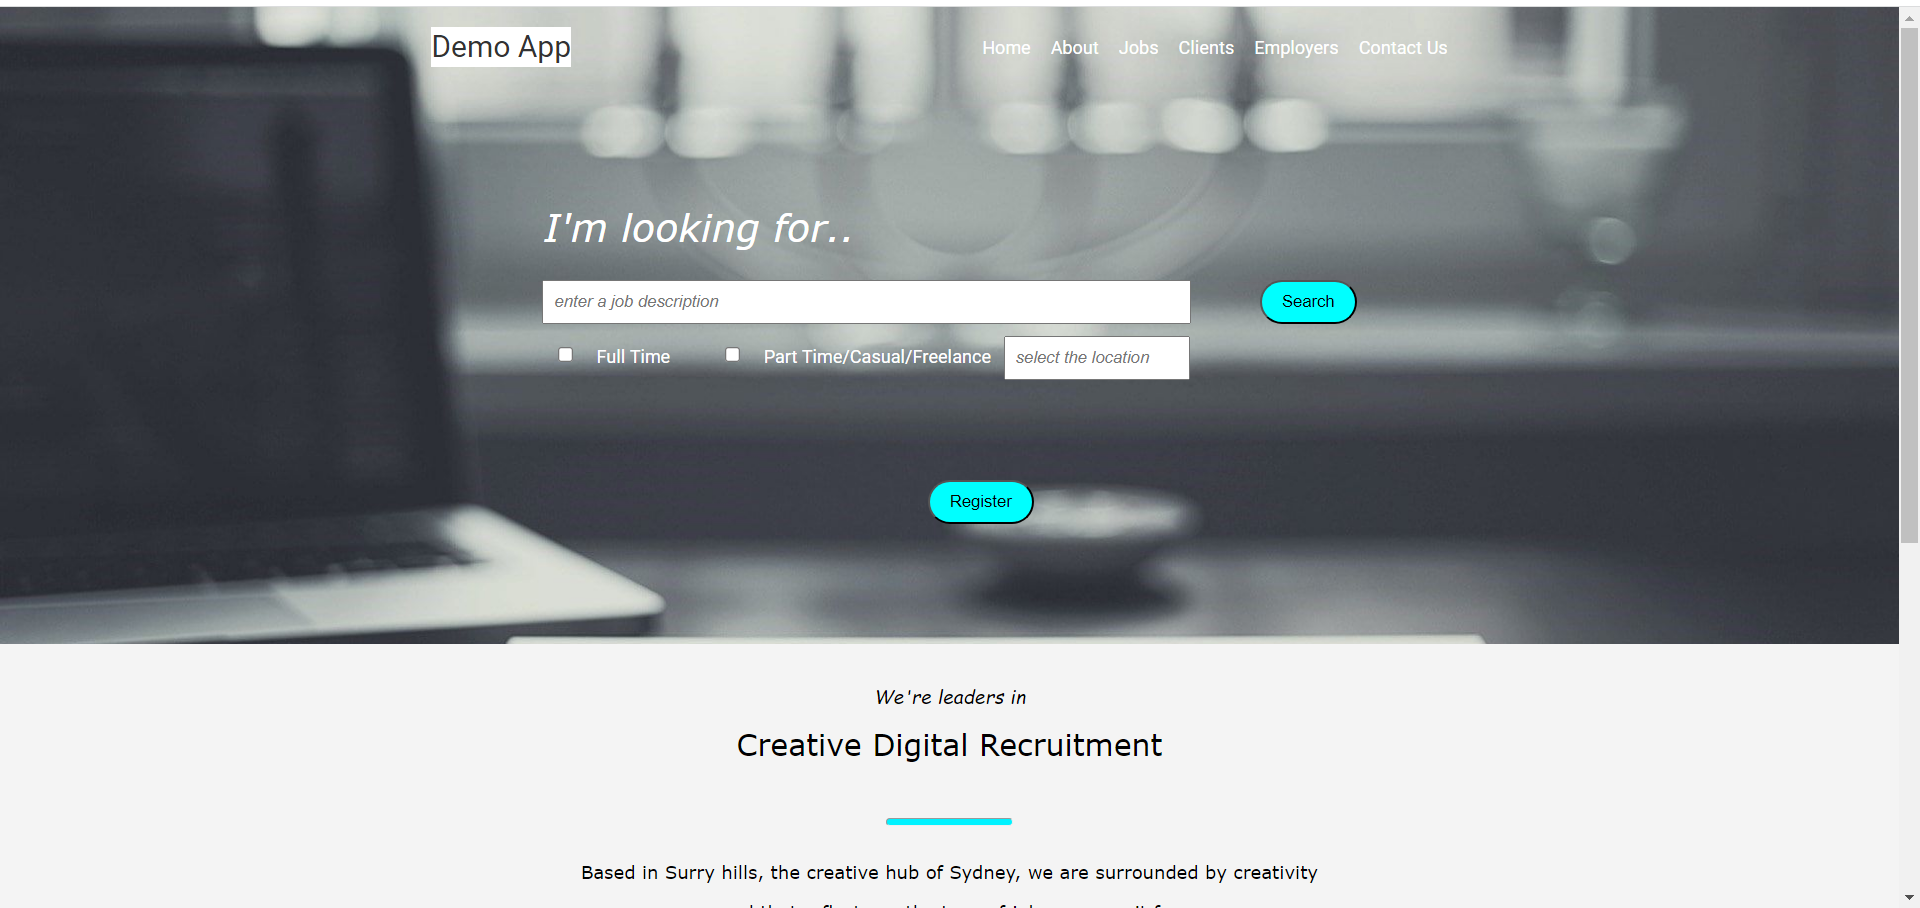 Demo App
Home About Jobs Clients Employers Contact Us
I'm looking for..
enter a job description
Search
Full Time
Part Time/Casual/Freelance
select the location
Register
We're leaders in
Creative Digital Recruitment
Based in Surry hills, the creative hub of Sydney, we are surrounded by creativity